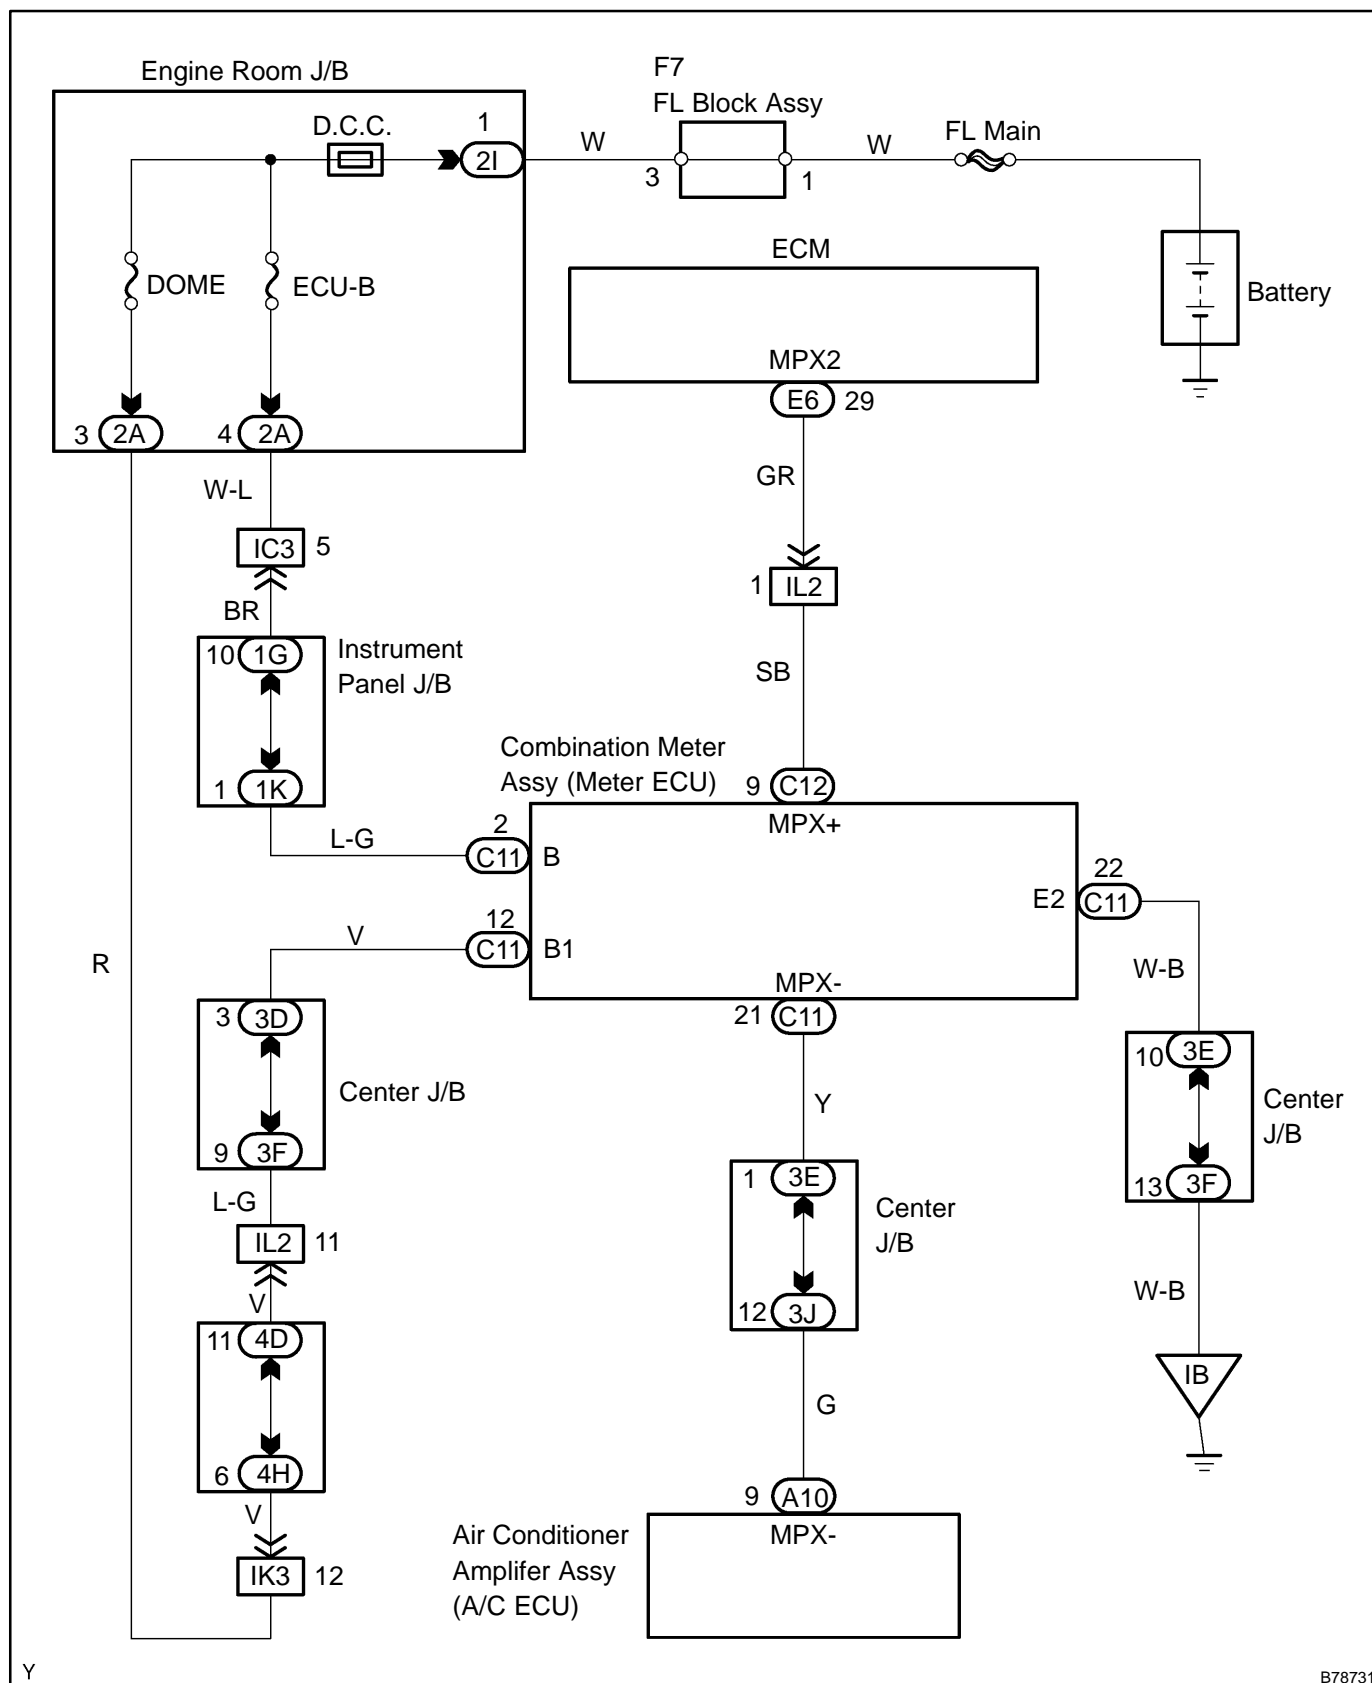 Engine Room J/B
F7
FL Block Assy
D.C.C.
1
2I
W
3
1
W
FL Main
DOME
ECU-B
Battery
ECM
MPX2
E6
29
3
2A
4
2A
GR
W-L
IC3
5
1
IL2
BR
10
1G
Instrument
Panel J/B
SB
1
1K
Combination Meter
Assy (Meter ECU)
9
C12
MPX+
L-G
2
C11
B
22
E2
C11
12
C11
B1
V
R
W-B
MPX-
21
C11
3
3D
Center J/B
9
3F
Y
10
3E
Center
J/B
13
3F
L-G
IL2
11
1
3E
Center
J/B
12
3J
V
11
4D
6
4H
W-B
IB
G
V
IK3
12
9
A10
MPX-
Air Conditioner
Amplifer Assy
(A/C ECU)
Y
B78731